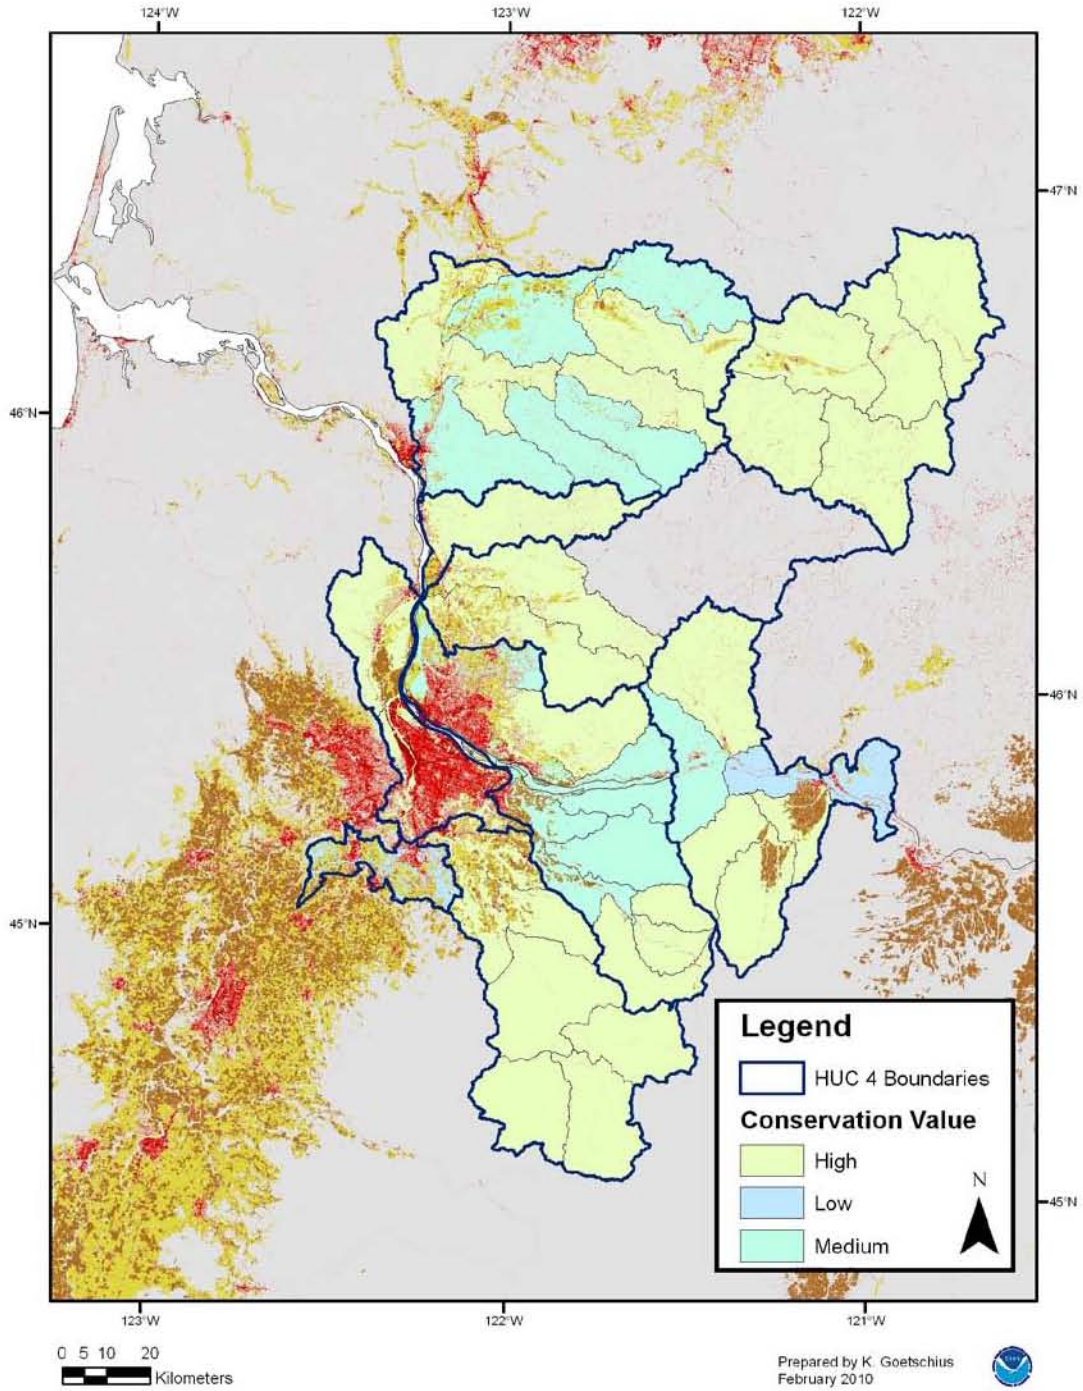 124°W
123°W
122°W
47°N
46°N
46°N
45°N
45°N
Legend
HUC 4 Boundaries
Conservation Value
High
Low
Medium
N
123°W
122°W
121°W
0 5 10 20
Kilometers
Prepared by K. Goetschius
February 2010